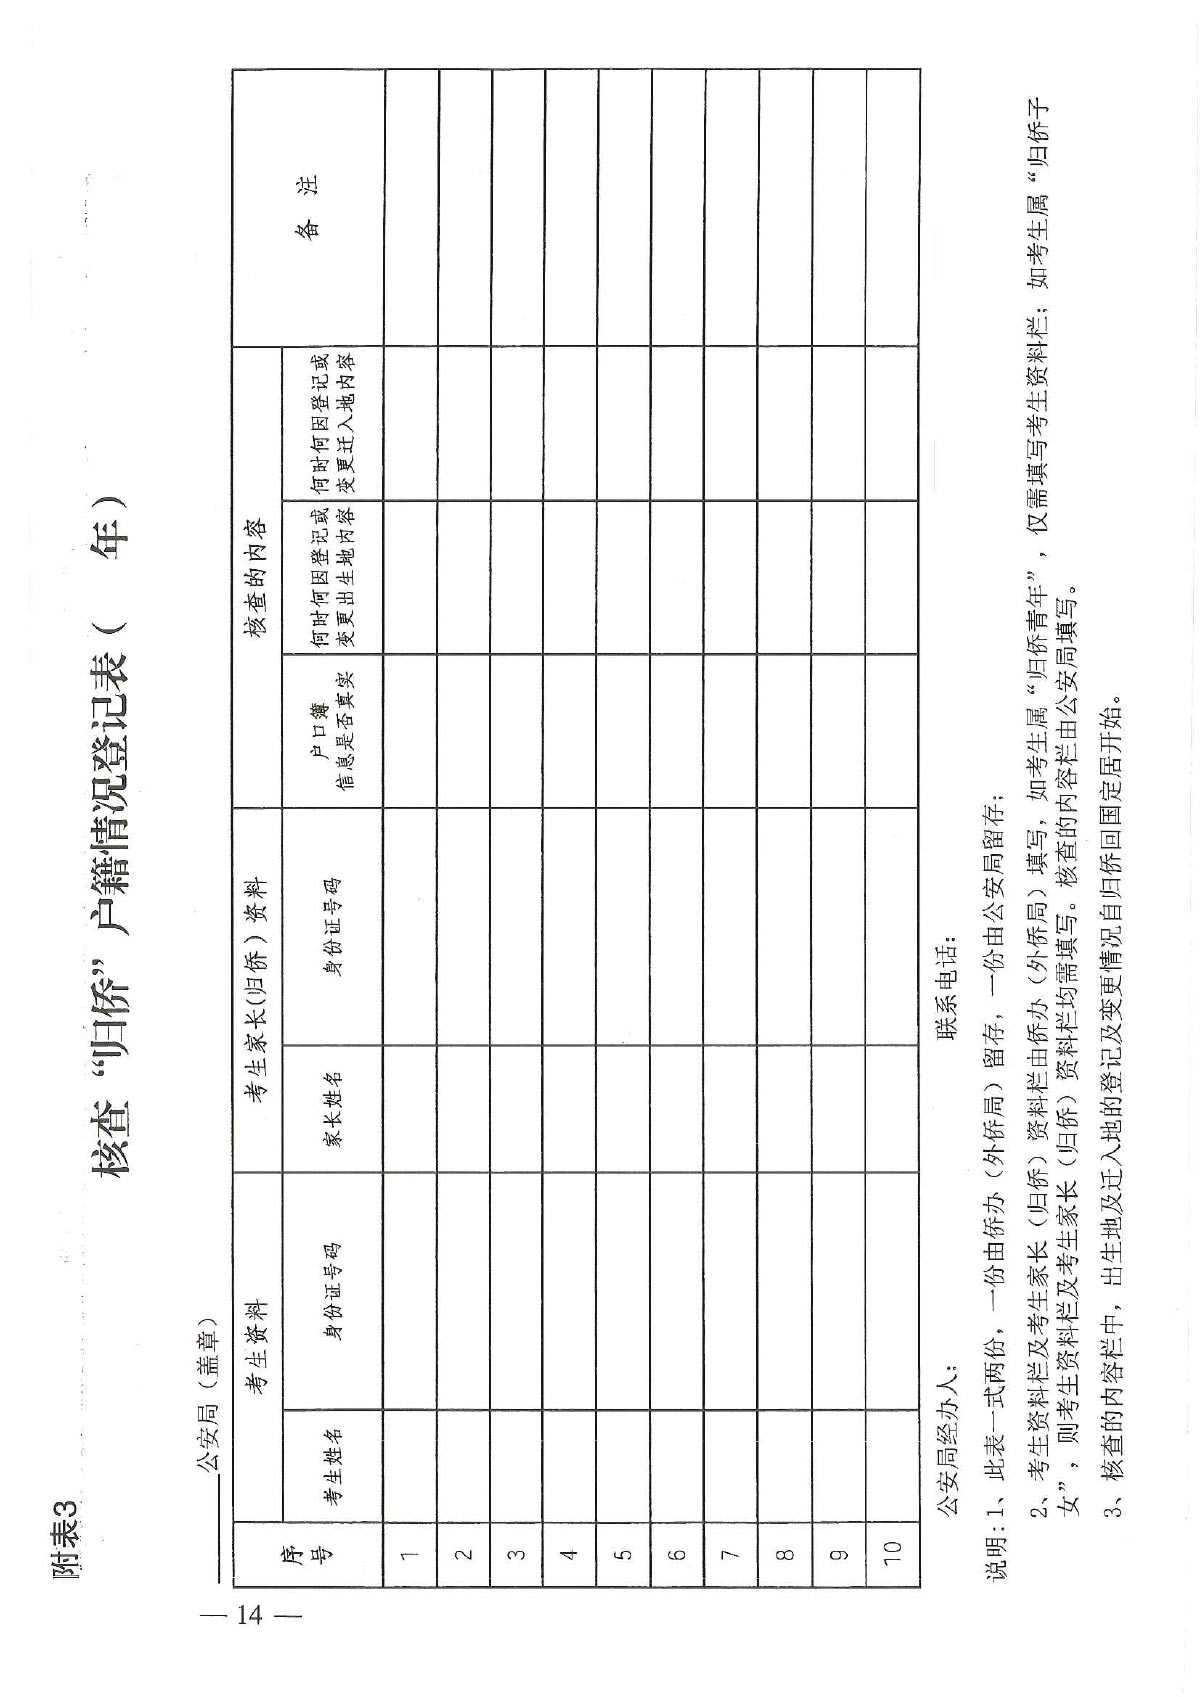 附表3
核查“归侨”户籍情况登记表（ 年）
公安局（盖章）
序号
考生资料
考生家长(归侨）资料
核查的内容
备 注
考生姓名
身份证号码
家长姓名
身份证号码
户口簿
信息是否真实
何时何因登记或
变更出生地内容
何时何因登记或
变更迁入地内容
1
2
3
4
5
6
7
8
9
10
公安局经办人： 联系电话：
说明：1、此表一式两份，一份由侨办（外侨局）留存，一份由公安局留存；
2、考生资料栏及考生家长（归侨）资料栏由侨办（外侨局）填写，如考生属“归侨青年”，仅需填写考生资料栏；如考生属“归侨子
女”，则考生资料栏及考生家长（归侨）资料栏均需填写。核查的内容栏由公安局填写。
3、核查的内容栏中，出生地及迁入地的登记及变更情况自归侨回国定居开始。
— 14 —